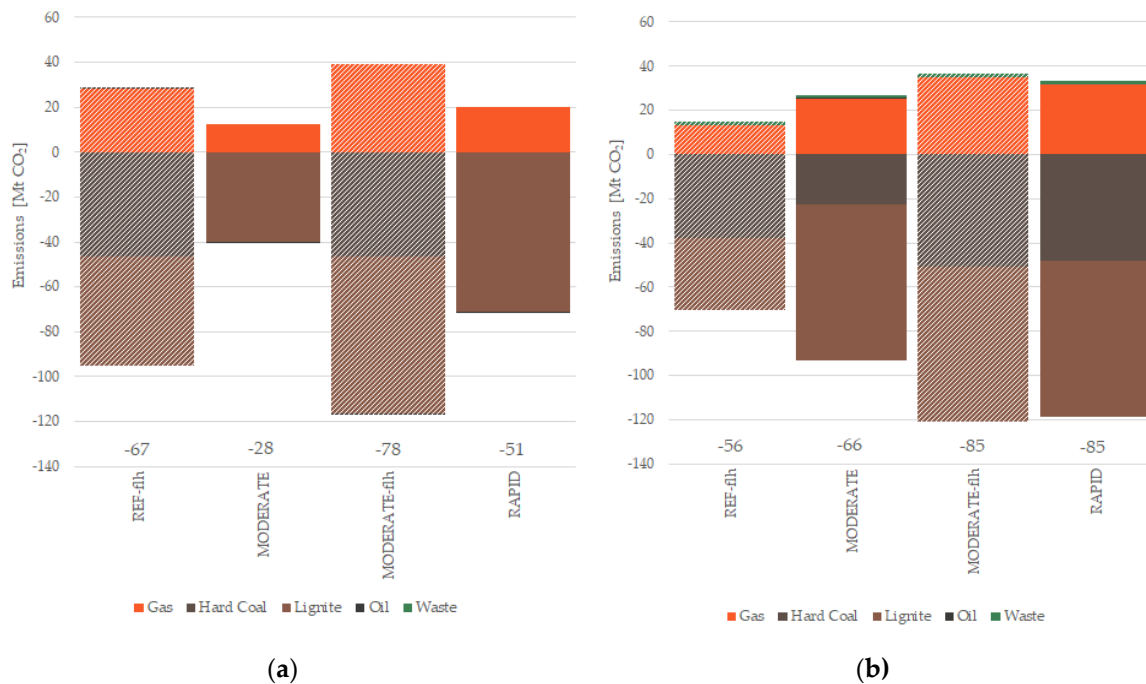 60
40
20
0
-20
-40
-60
-80
-100
-120
-140
Emissions [Mt CO₂]
-67 -28 -78 -51
REF-flh
MODERATE
MODERATE-flh
RAPID
Gas Hard Coal Lignite Oil Waste
(a)
60
40
20
0
-20
-40
-60
-80
-100
-120
-140
Emissions [Mt CO₂]
-56 -66 -85 -85
REF-flh
MODERATE
MODERATE-flh
RAPID
Gas Hard Coal Lignite Oil Waste
(b)